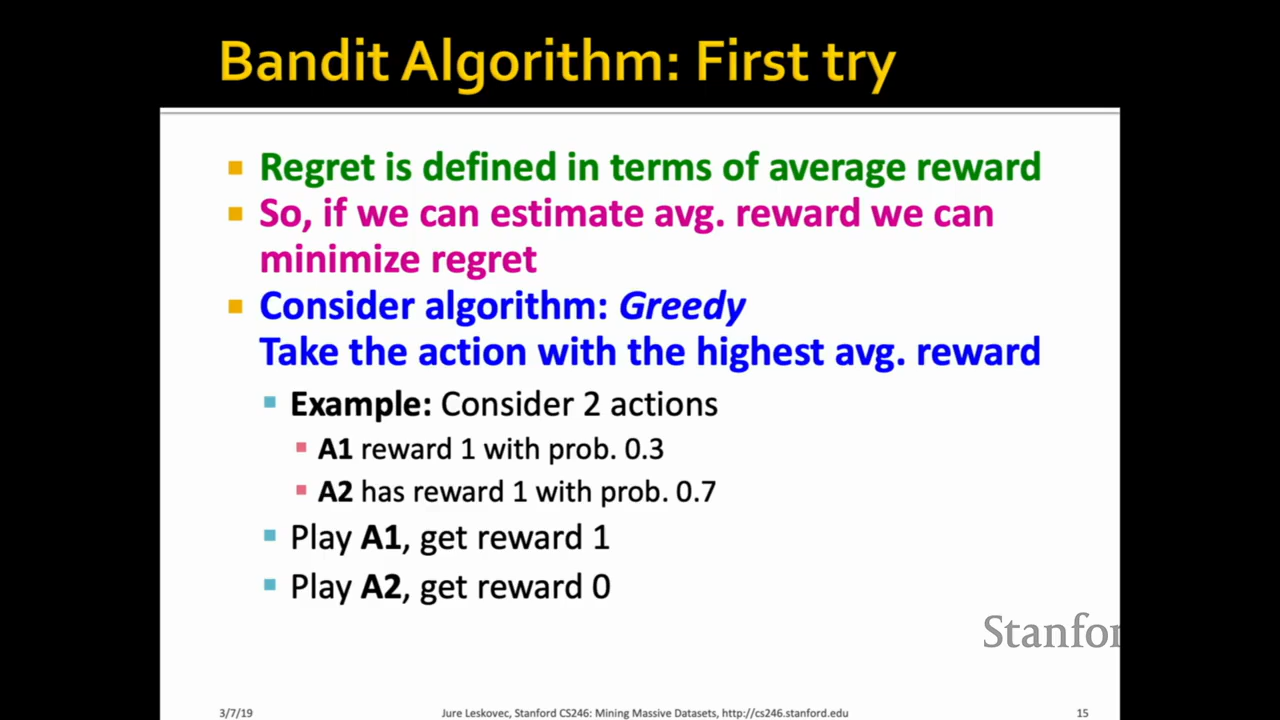 Bandit Algorithm: First try
Regret is defined in terms of average reward
So, if we can estimate avg. reward we can
minimize regret
Consider algorithm: Greedy
Take the action with the highest avg. reward
Example: Consider 2 actions
A1 reward 1 with prob. 0.3
A2 has reward 1 with prob. 0.7
Play A1, get reward 1
Play A2, get reward 0
Stanfor
3/7/19
Jure Leskovec, Stanford CS246: Mining Massive Datasets, http://cs246.stanford.edu
15